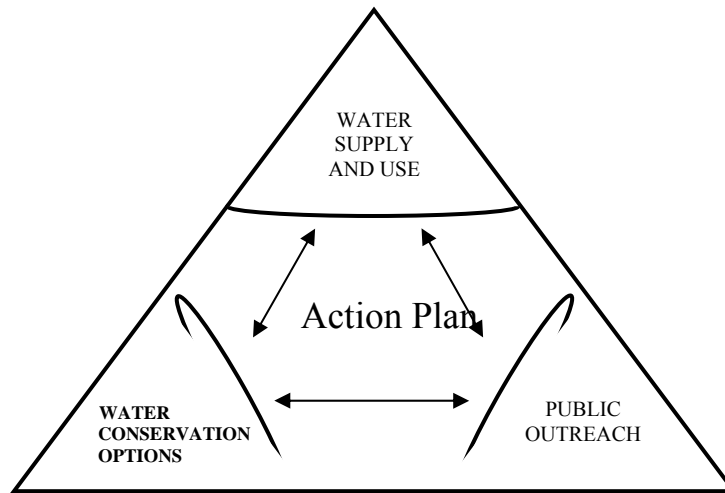 WATER
SUPPLY
AND USE
Action Plan
WATER
CONSERVATION
OPTIONS
PUBLIC
OUTREACH